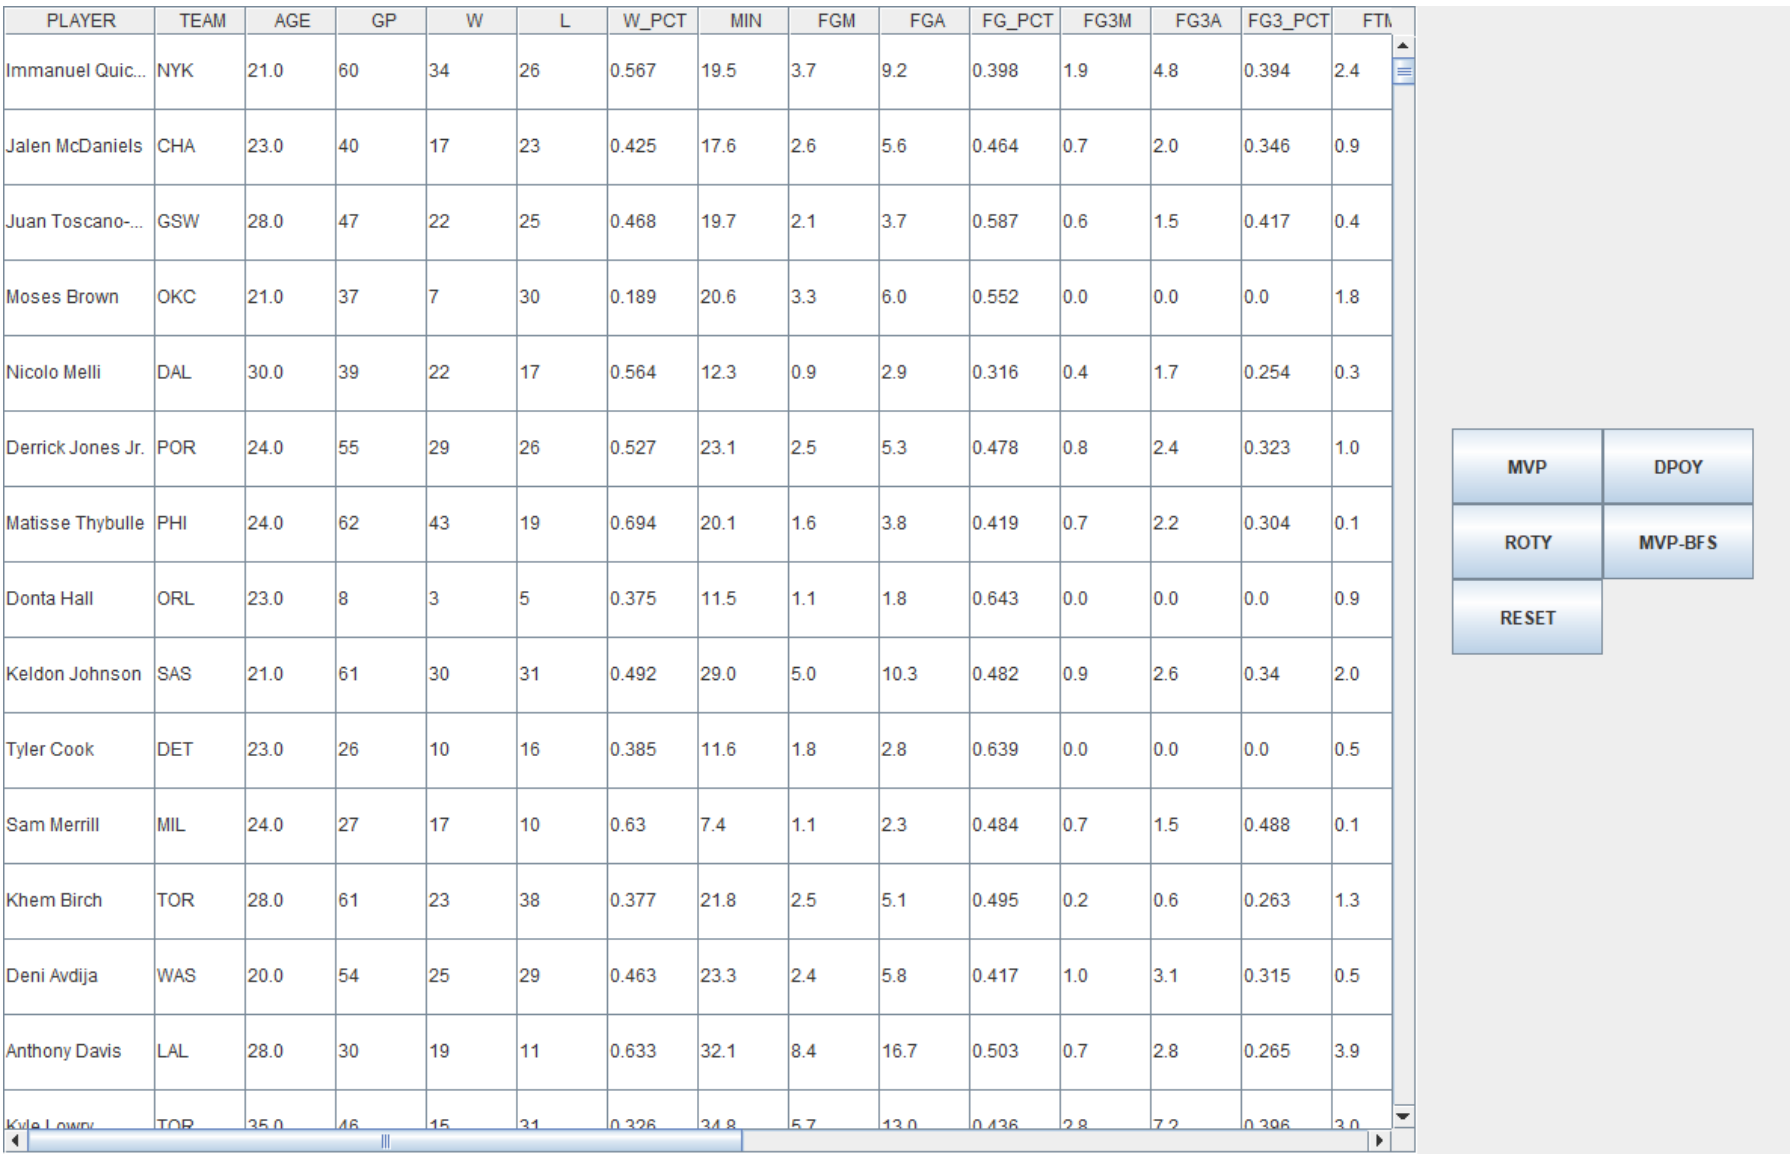 PLAYER TEAM AGE GP W L W_PCT MIN FGM FGA FG_PCT FG3M FG3A FG3_PCT FTM
Immanuel Quic... NYK 21.0 60 34 26 0.567 19.5 3.7 9.2 0.398 1.9 4.8 0.394 2.4
Jalen McDaniels CHA 23.0 40 17 23 0.425 17.6 2.6 5.6 0.464 0.7 2.0 0.346 0.9
Juan Toscano-... GSW 28.0 47 22 25 0.468 19.7 2.1 3.7 0.587 0.6 1.5 0.417 0.4
Moses Brown OKC 21.0 37 7 30 0.189 20.6 3.3 6.0 0.552 0.0 0.0 0.0 1.8
Nicolo Melli DAL 30.0 39 22 17 0.564 12.3 0.9 2.9 0.316 0.4 1.7 0.254 0.3
Derrick Jones Jr. POR 24.0 55 29 26 0.527 23.1 2.5 5.3 0.478 0.8 2.4 0.323 1.0
Matisse Thybulle PHI 24.0 62 43 19 0.694 20.1 1.6 3.8 0.419 0.7 2.2 0.304 0.1
Donta Hall ORL 23.0 8 3 5 0.375 11.5 1.1 1.8 0.643 0.0 0.0 0.0 0.9
Keldon Johnson SAS 21.0 61 30 31 0.492 29.0 5.0 10.3 0.482 0.9 2.6 0.34 2.0
Tyler Cook DET 23.0 26 10 16 0.385 11.6 1.8 2.8 0.639 0.0 0.0 0.0 0.5
Sam Merrill MIL 24.0 27 17 10 0.63 7.4 1.1 2.3 0.484 0.7 1.5 0.488 0.1
Khem Birch TOR 28.0 61 23 38 0.377 21.8 2.5 5.1 0.495 0.2 0.6 0.263 1.3
Deni Avdija WAS 20.0 54 25 29 0.463 23.3 2.4 5.8 0.417 1.0 3.1 0.315 0.5
Anthony Davis LAL 28.0 30 19 11 0.633 32.1 8.4 16.7 0.503 0.7 2.8 0.265 3.9
Kyle Lowry TOR 35.0 46 15 31 0.326 34.8 5.7 13.0 0.436 2.8 7.2 0.396 3.0
MVP DPOY
ROTY MVP-BFS
RESET